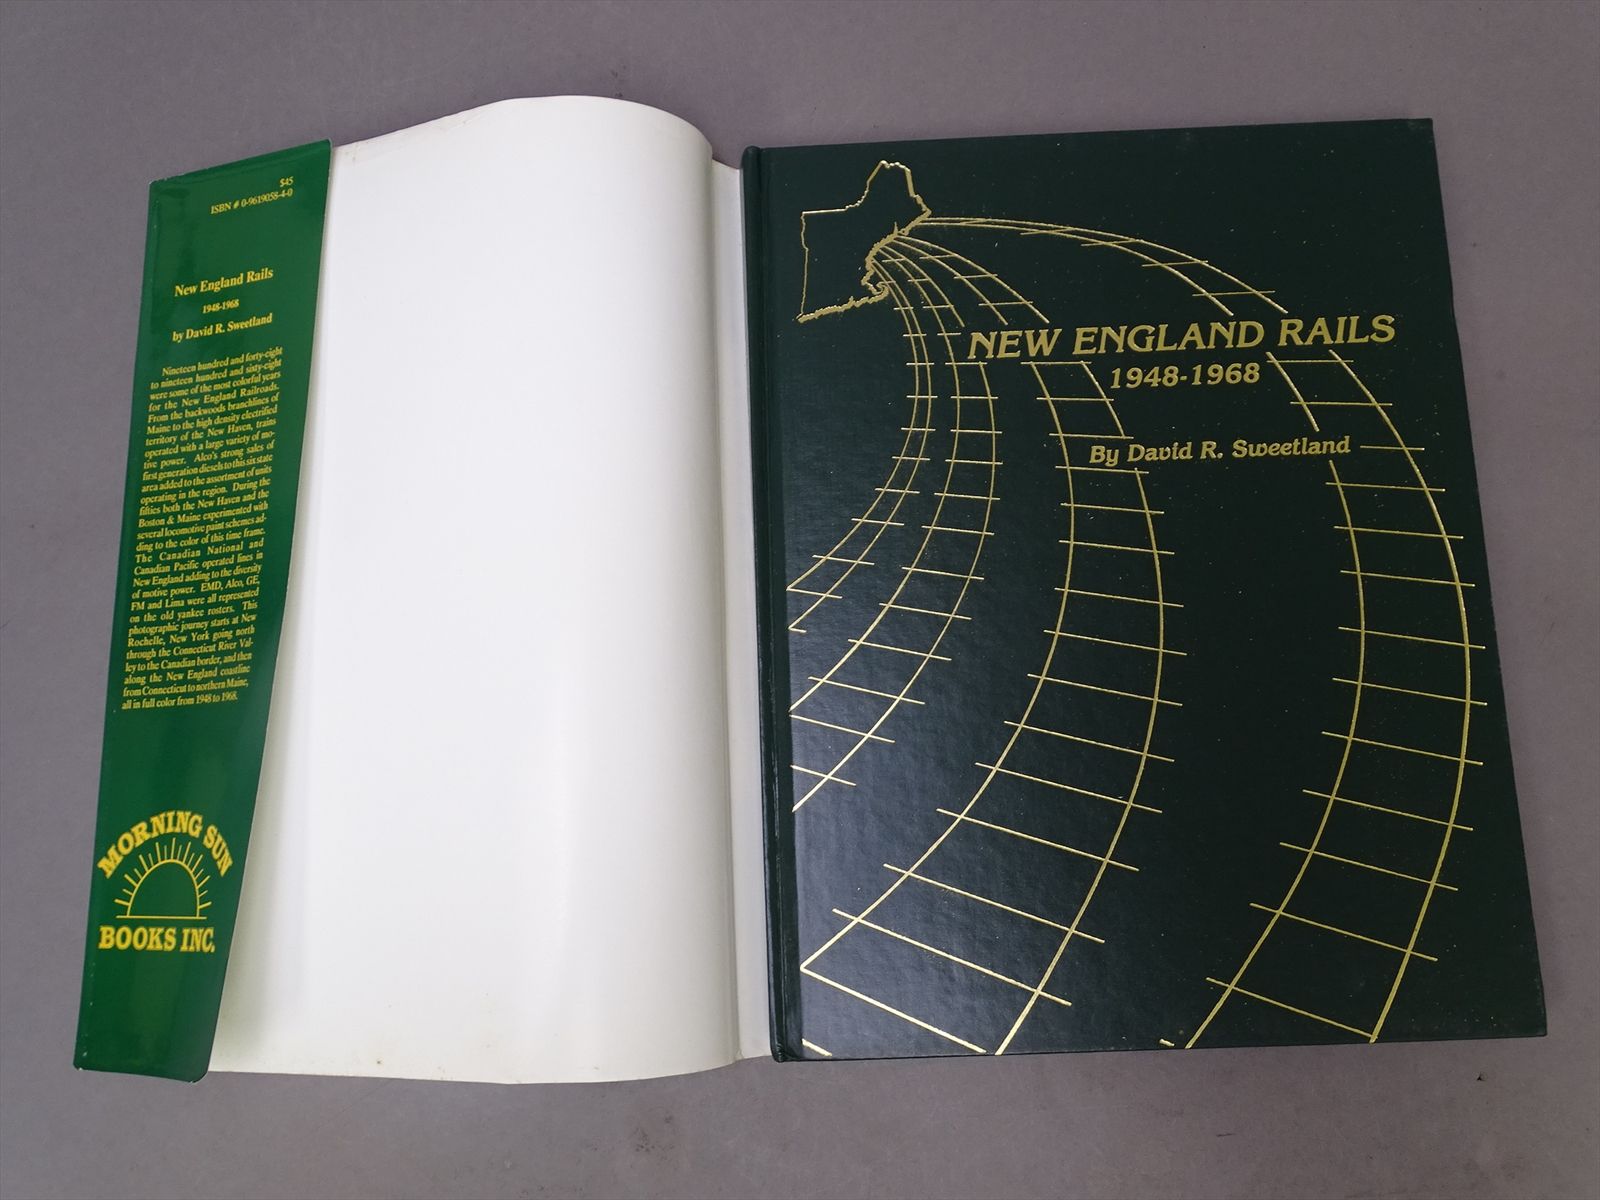 $45
ISBN # 0-9619058-4-0
New England Rails
1948-1968
by David R. Sweetland
Nineteen hundred and forty-eight
to nineteen hundred and sixty-eight
were some of the most colorful years
for the New England Railroads.
From the backwoods branchlines of
Maine to the high density electrified
territory of the New Haven, trains
operated with a large variety of mo-
tive power. Alco's strong sales of
first generation diesels to this six state
area added to the assortment of units
operating in the region. During the
fifties both the New Haven and the
Boston & Maine experimented with
several locomotive paint schemes ad-
ding to the color of this time frame.
The Canadian National and
Canadian Pacific operated lines in
New England adding to the diversity
of motive power. EMD, Alco, GE,
FM and Lima were all represented
on the old yankee rosters. This
photographic journey starts at New
Rochelle, New York going north
through the Connecticut River Val-
ley to the Canadian border, and then
along the New England coastline
from Connecticut to northern Maine,
all in full color from 1948 to 1968.
MORNING SUN
BOOKS INC.
NEW ENGLAND RAILS
1948-1968
By David R. Sweetland